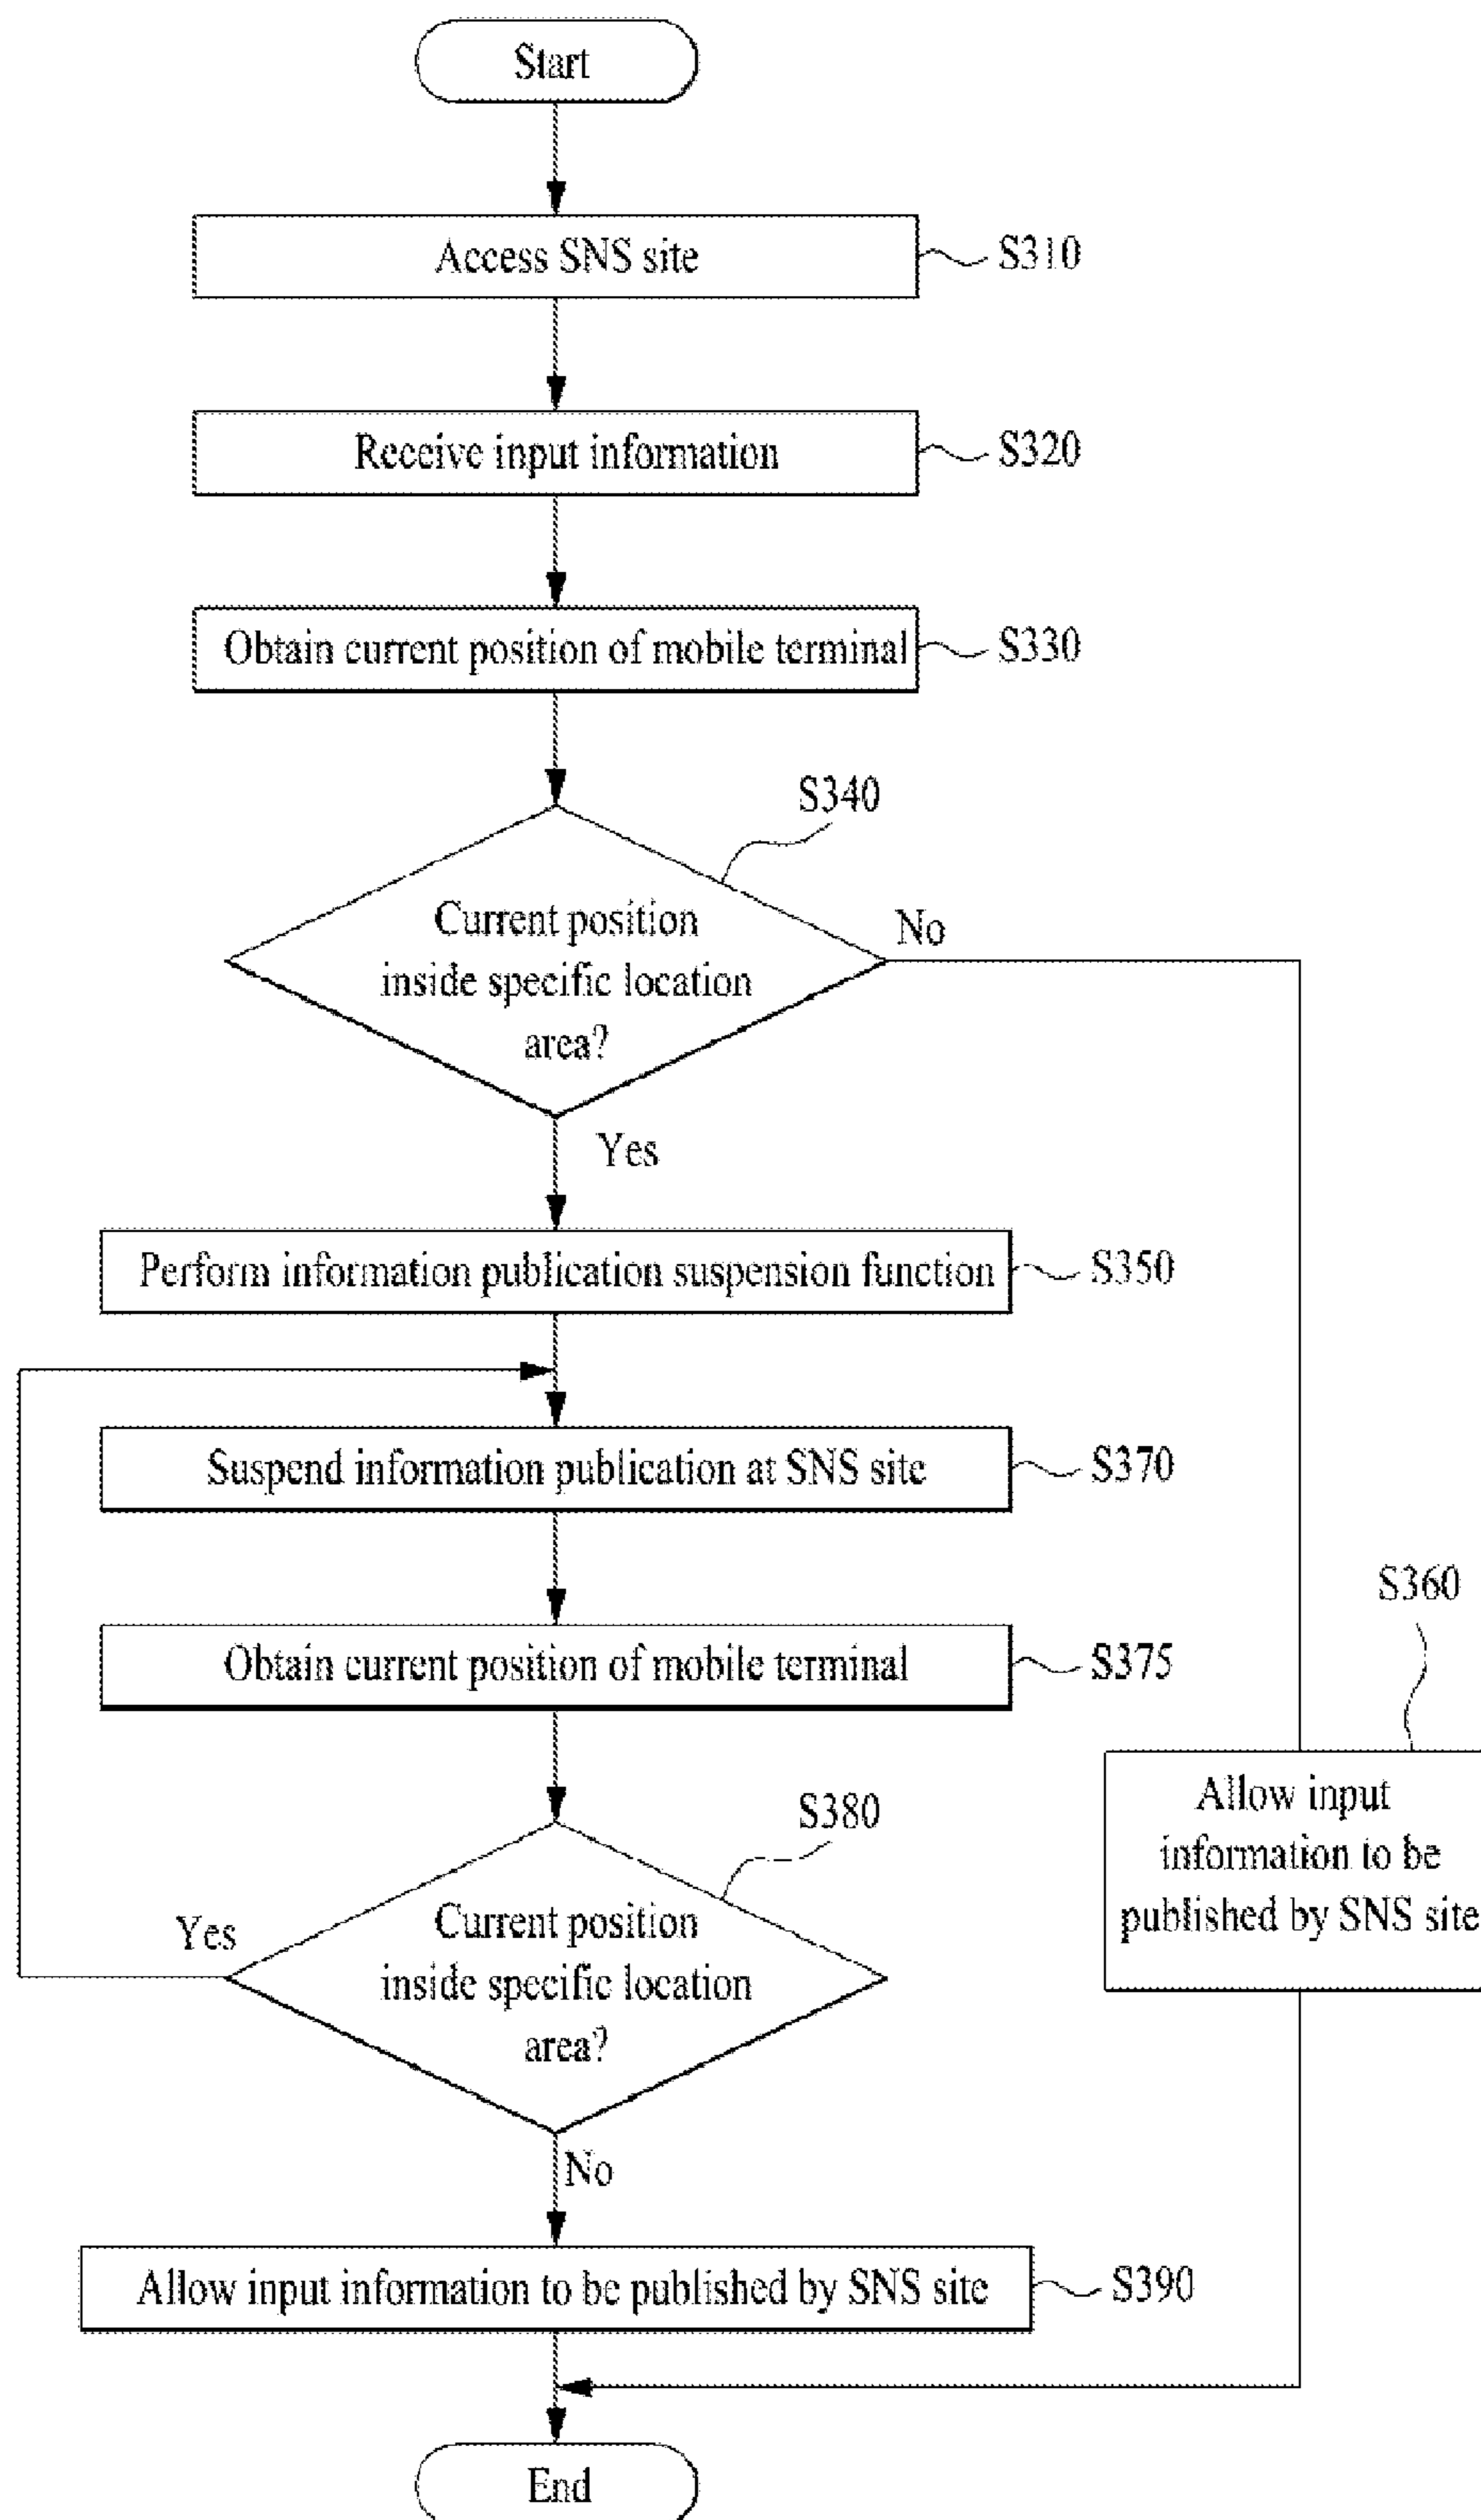 Start
Access SNS site
S310
Receive input information
S320
Obtain current position of mobile terminal
S330
S340
Current position
inside specific location
area?
No
Yes
Perform information publication suspension function
S350
Suspend information publication at SNS site
S370
Obtain current position of mobile terminal
S375
S360
Allow input
information to be
published by SNS site
S380
Current position
inside specific location
area?
Yes
No
Allow input information to be published by SNS site
S390
End